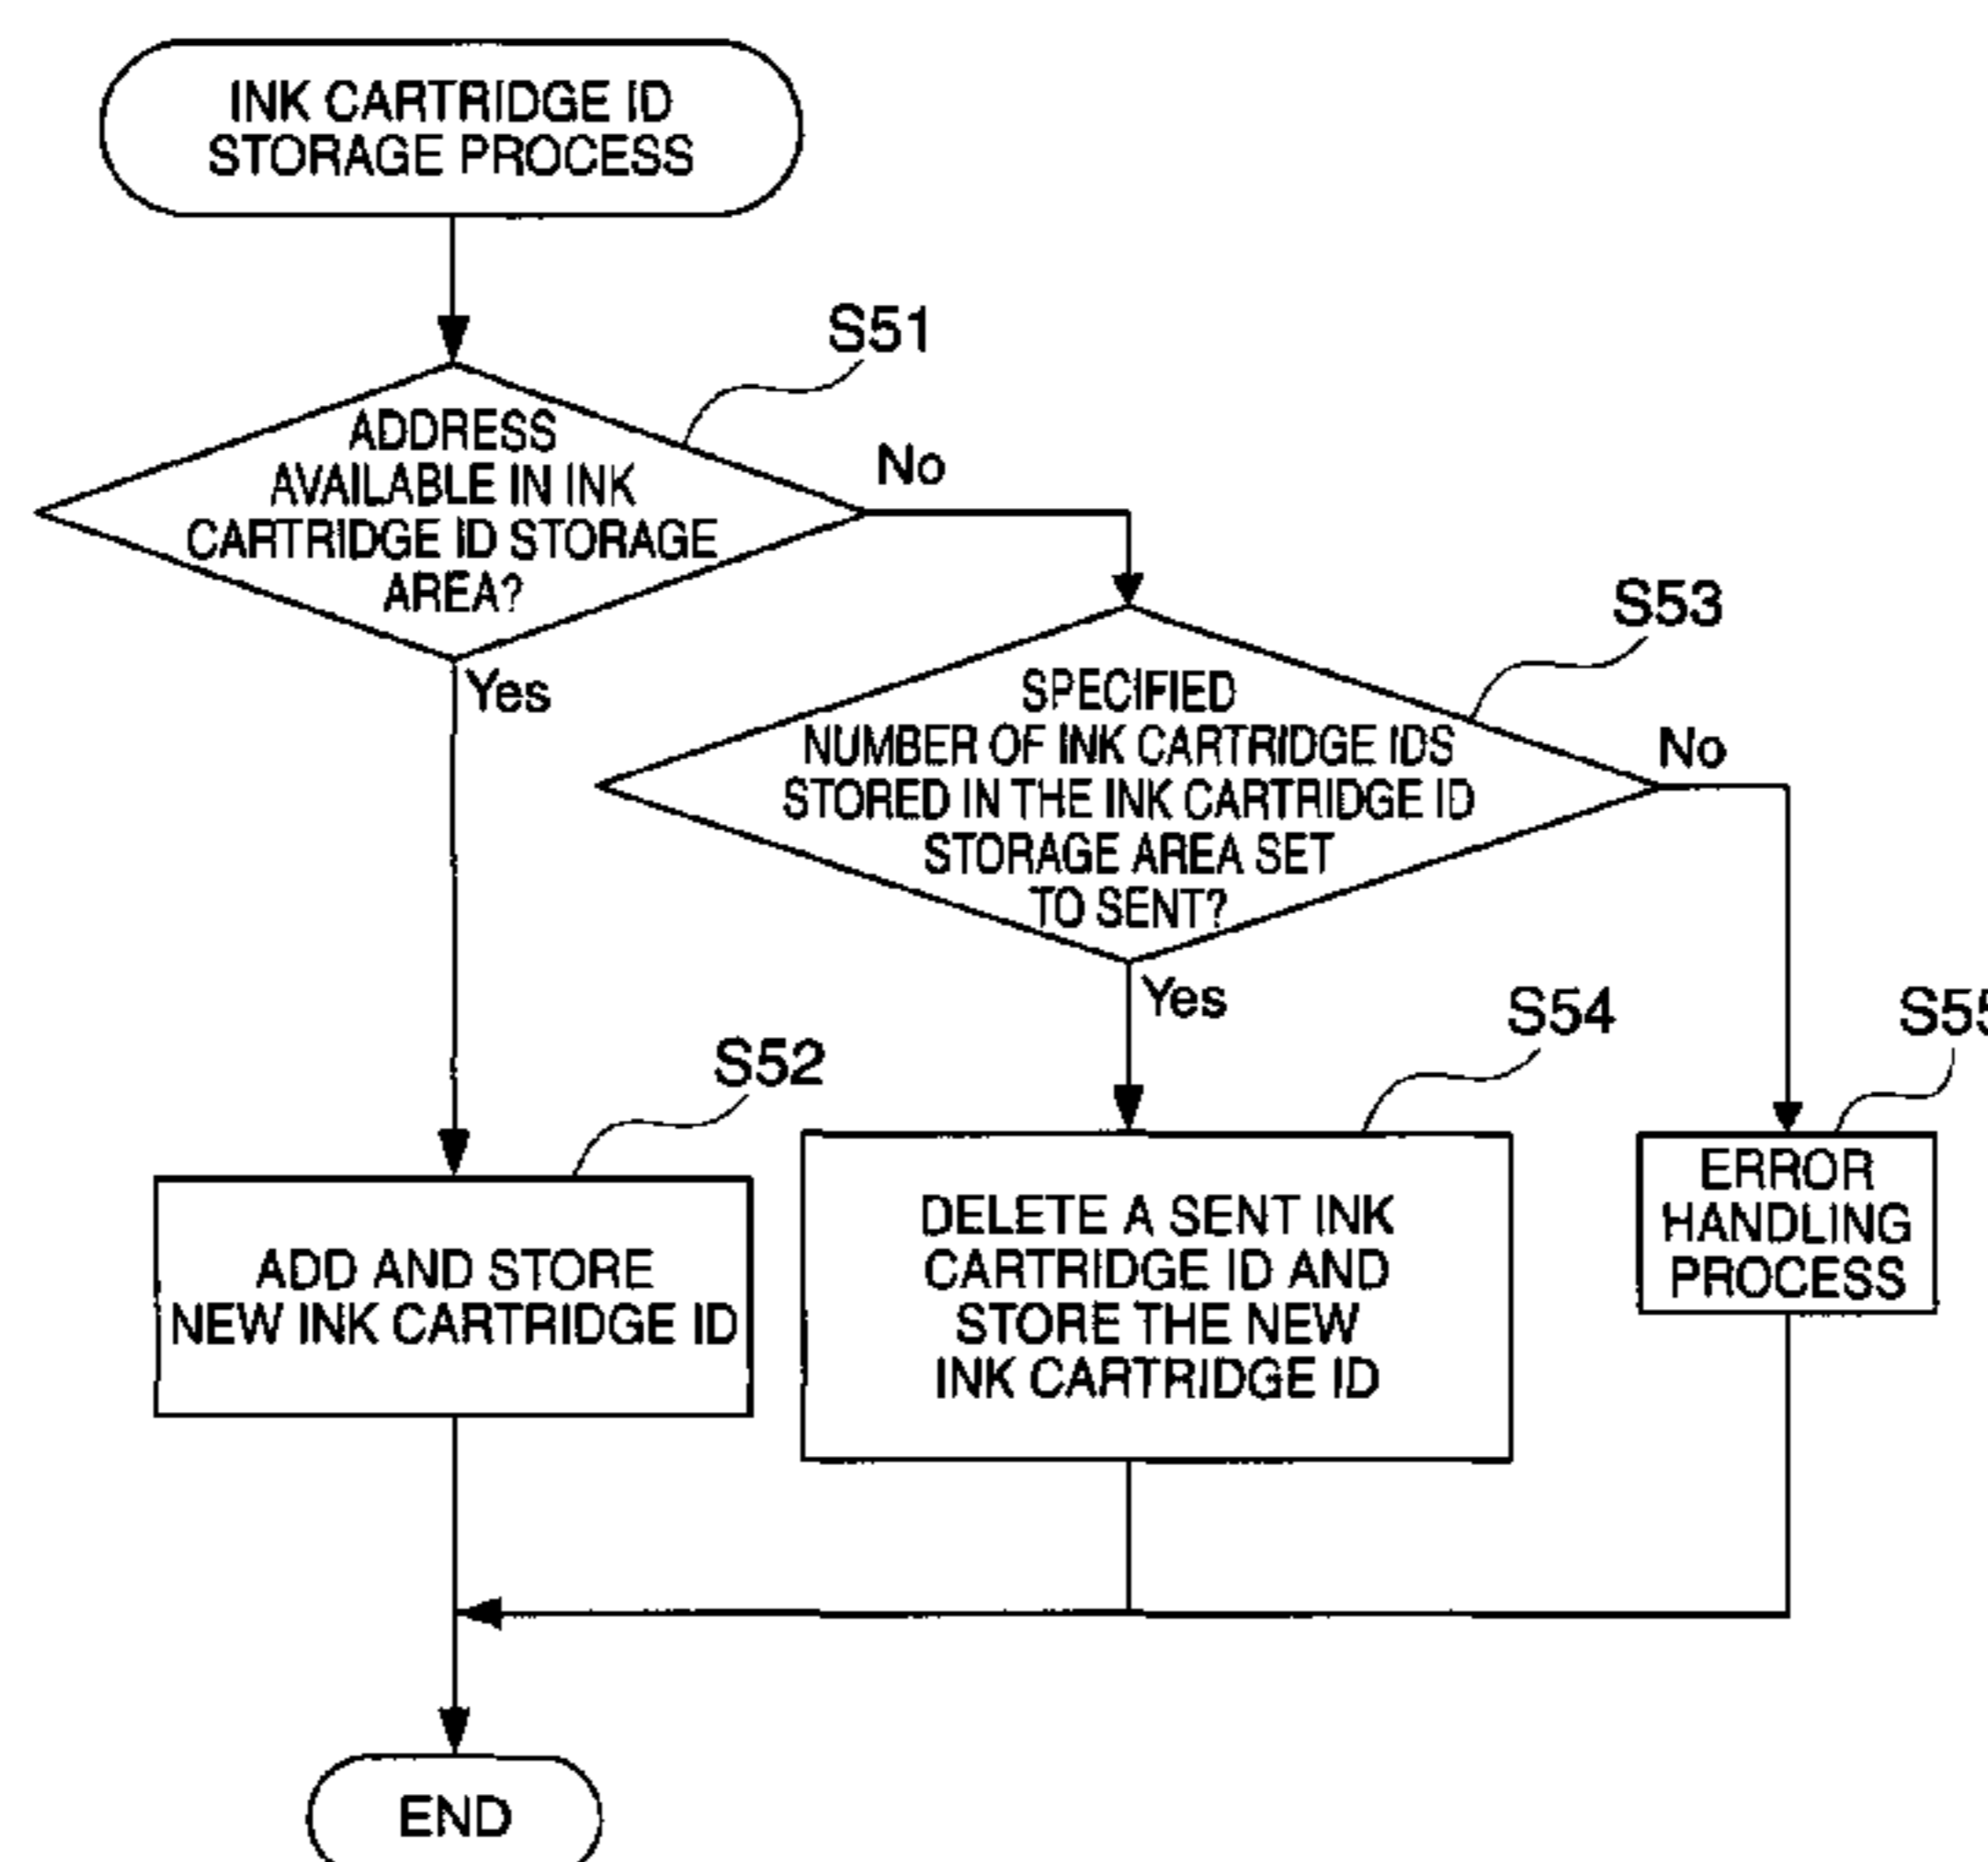 INK CARTRIDGE ID
STORAGE PROCESS
S51
ADDRESS
AVAILABLE IN INK
CARTRIDGE ID STORAGE
AREA?
No
Yes
S53
SPECIFIED
NUMBER OF INK CARTRIDGE IDS
STORED IN THE INK CARTRIDGE ID
STORAGE AREA SET
TO SENT?
No
Yes
S52
ADD AND STORE
NEW INK CARTRIDGE ID
S54
DELETE A SENT INK
CARTRIDGE ID AND
STORE THE NEW
INK CARTRIDGE ID
S55
ERROR
HANDLING
PROCESS
END